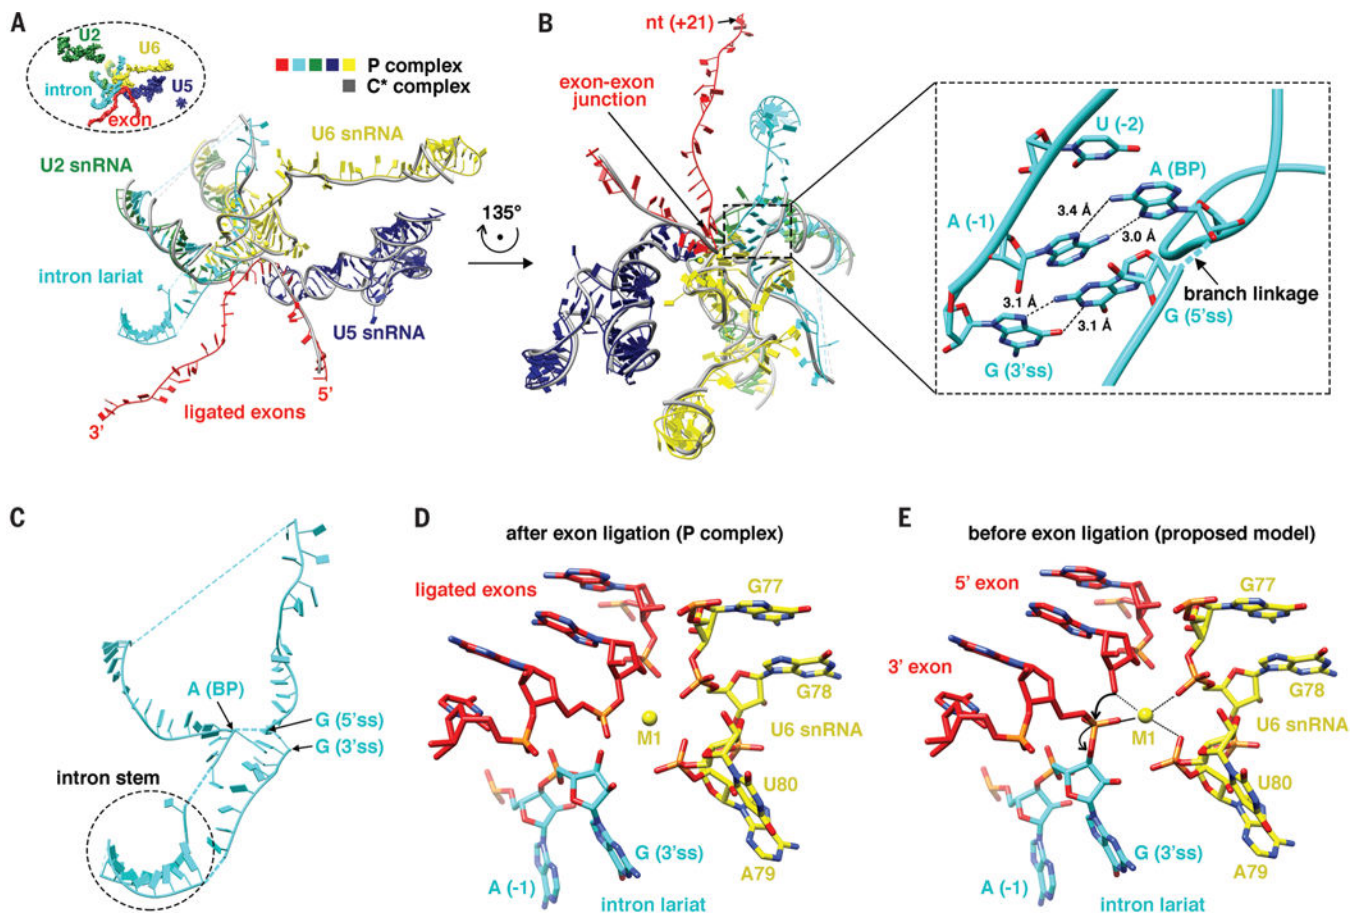 A
U2
U6
intron
U5
exon
P complex
C* complex
U6 snRNA
U2 snRNA
intron lariat
U5 snRNA
5'
ligated exons
3'
135°
B
nt (+21)
exon-exon
junction
U (-2)
A (BP)
3.4 Å
A (-1)
3.0 Å
branch linkage
3.1 Å
G (5'ss)
3.1 Å
G (3'ss)
C
A (BP)
G (5'ss)
G (3'ss)
intron stem
D
after exon ligation (P complex)
ligated exons
G77
G78
U6 snRNA
M1
U80
G (3'ss)
A79
A (-1)
intron lariat
E
before exon ligation (proposed model)
5' exon
G77
3' exon
G78
U6 snRNA
M1
U80
G (3'ss)
A79
A (-1)
intron lariat